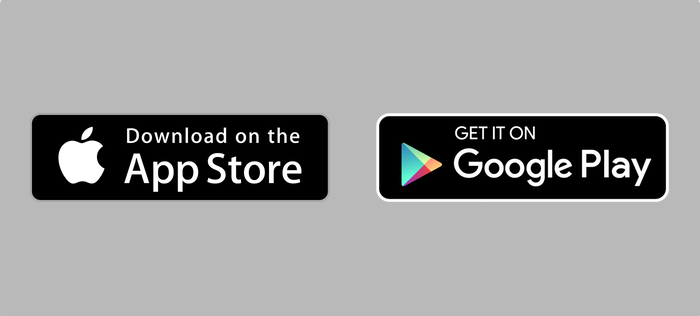 Download on the
App Store
GET IT ON
Google Play